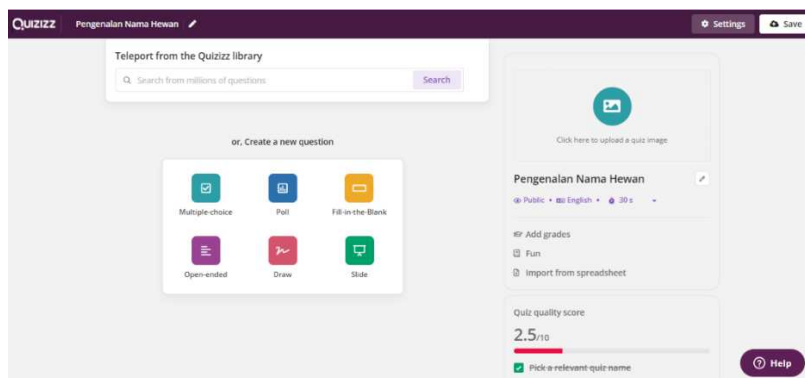 QUIZIZZ Pengenalan Nama Hewan Settings Save
Teleport from the Quizizz library
Search from millions of questions Search
or, Create a new question
Multiple-choice Poll Fill-in-the-Blank
Open-ended Draw Slide
Click here to upload a quiz image
Pengenalan Nama Hewan
Public • English • 30 s
Add grades
Fun
Import from spreadsheet
Quiz quality score
2.5/10
Pick a relevant quiz name
Help